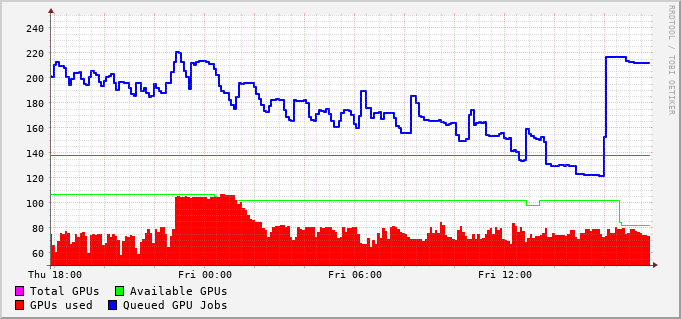 RRDTOOL / TOBI OETIKER
240
220
200
180
160
140
120
100
80
60
Thu 18:00 Fri 00:00 Fri 06:00 Fri 12:00
Total GPUs Available GPUs
GPUs used Queued GPU Jobs